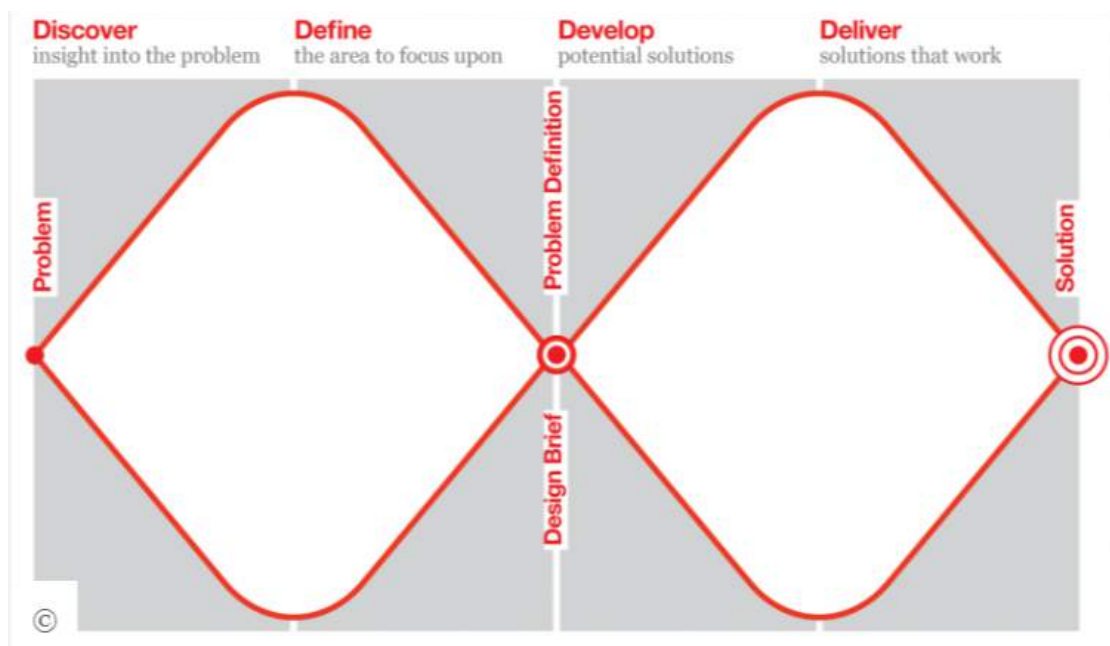 Discover
insight into the problem
Define
the area to focus upon
Develop
potential solutions
Deliver
solutions that work
Problem
Problem Definition
Design Brief
Solution
©